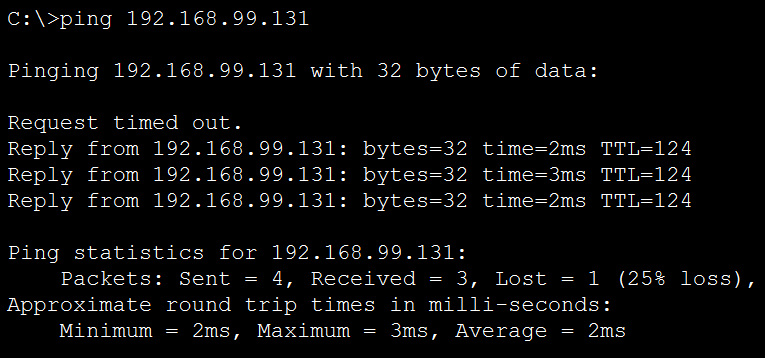 C:\>ping 192.168.99.131
Pinging 192.168.99.131 with 32 bytes of data:
Request timed out.
Reply from 192.168.99.131: bytes=32 time=2ms TTL=124
Reply from 192.168.99.131: bytes=32 time=3ms TTL=124
Reply from 192.168.99.131: bytes=32 time=2ms TTL=124
Ping statistics for 192.168.99.131:
    Packets: Sent = 4, Received = 3, Lost = 1 (25% loss),
Approximate round trip times in milli-seconds:
    Minimum = 2ms, Maximum = 3ms, Average = 2ms